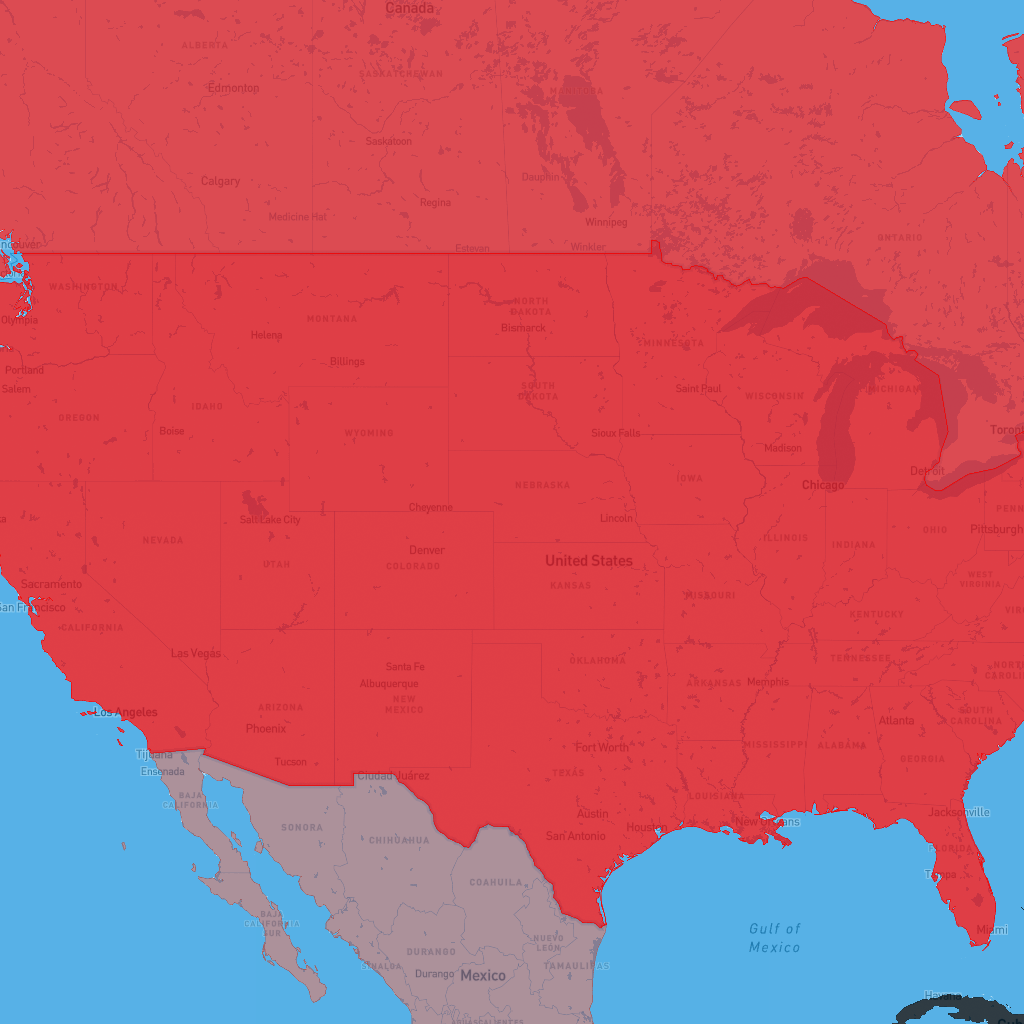 Canada
ALBERTA
SASKATCHEWAN
Edmonton
Saskatoon
Calgary
Dauphin
Regina
Medicine Hat
Winnipeg
ONTARIO
Estevan
Winkler
WASHINGTON
NORTH
DAKOTA
MONTANA
Olympia
Bismarck
Helena
MINNESOTA
Billings
Portland
Salem
SOUTH
DAKOTA
Saint Paul
WISCONSIN
MICHIGAN
OREGON
IDAHO
Boise
WYOMING
Sioux Falls
Toron
Madison
Detroit
IOWA
NEBRASKA
Chicago
Cheyenne
PENN
Salt Lake City
Lincoln
OHIO
Pittsburgh
NEVADA
ILLINOIS
INDIANA
Denver
United States
UTAH
COLORADO
KANSAS
WEST
VIRGINIA
Sacramento
MISSOURI
San Francisco
VIR
KENTUCKY
CALIFORNIA
Las Vegas
Santa Fe
OKLAHOMA
TENNESSEE
NORTH
CAROLIN
Albuquerque
ARKANSAS
Memphis
NEW
MEXICO
ARIZONA
Los Angeles
SOUTH
CAROLINA
Atlanta
Phoenix
Fort Worth
MISSISSIPPI
ALABAMA
Tijuana
GEORGIA
Tucson
Ensenada
Ciudad Juárez
TEXAS
BAJA
CALIFORNIA
LOUISIANA
Austin
Jacksonville
New Orleans
SONORA
Houston
San Antonio
CHIHUAHUA
FLORIDA
Tampa
COAHUILA
BAJA
CALIFORNIA
SUR
Gulf of
Mexico
Miami
NUEVO
LEÓN
DURANGO
SINALOA
Durango
Mexico
TAMAULIPAS
Havana
AGUASCALIENTES